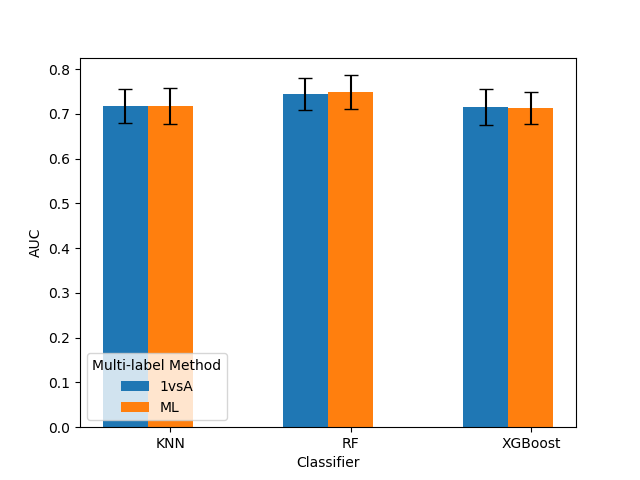 0.8
0.7
0.6
0.5
0.4
0.3
0.2
0.1
0.0
AUC
Multi-label Method
1vsA
ML
KNN
RF
XGBoost
Classifier